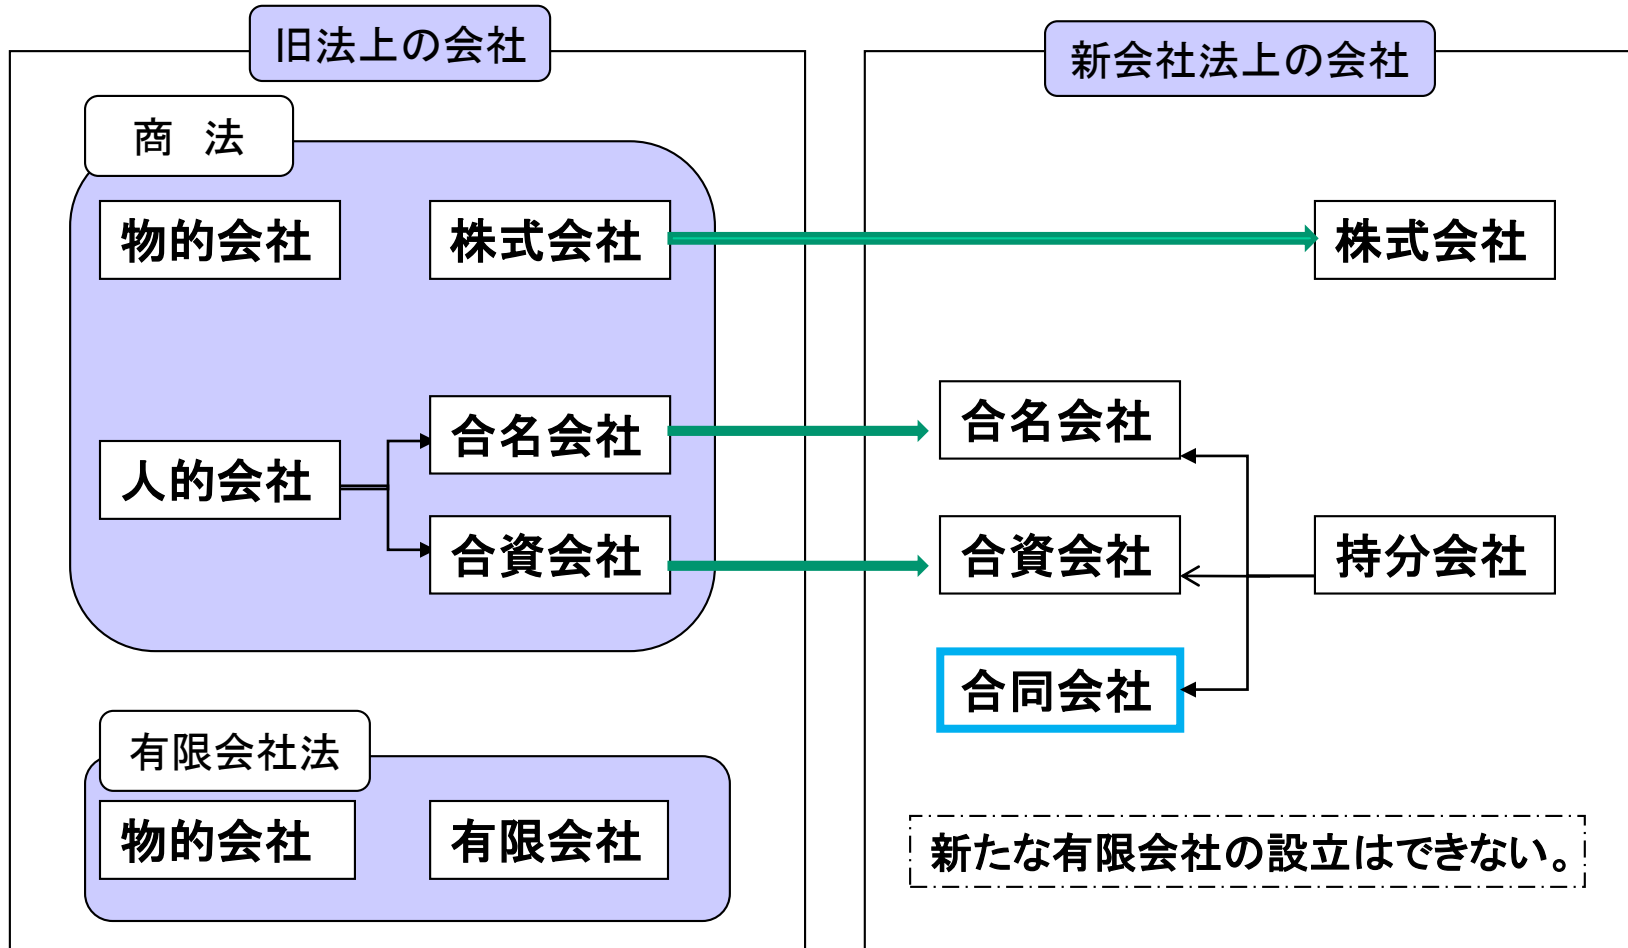 旧法上の会社
商　法
物的会社
株式会社
人的会社
合名会社
合資会社
有限会社法
物的会社
有限会社
新会社法上の会社
株式会社
合名会社
合資会社
持分会社
合同会社
新たな有限会社の設立はできない。